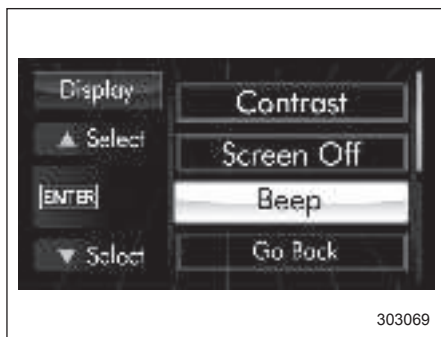 Display
▲ Select
ENTER
▼ Select
Contrast
Screen Off
Beep
Go Back
303069